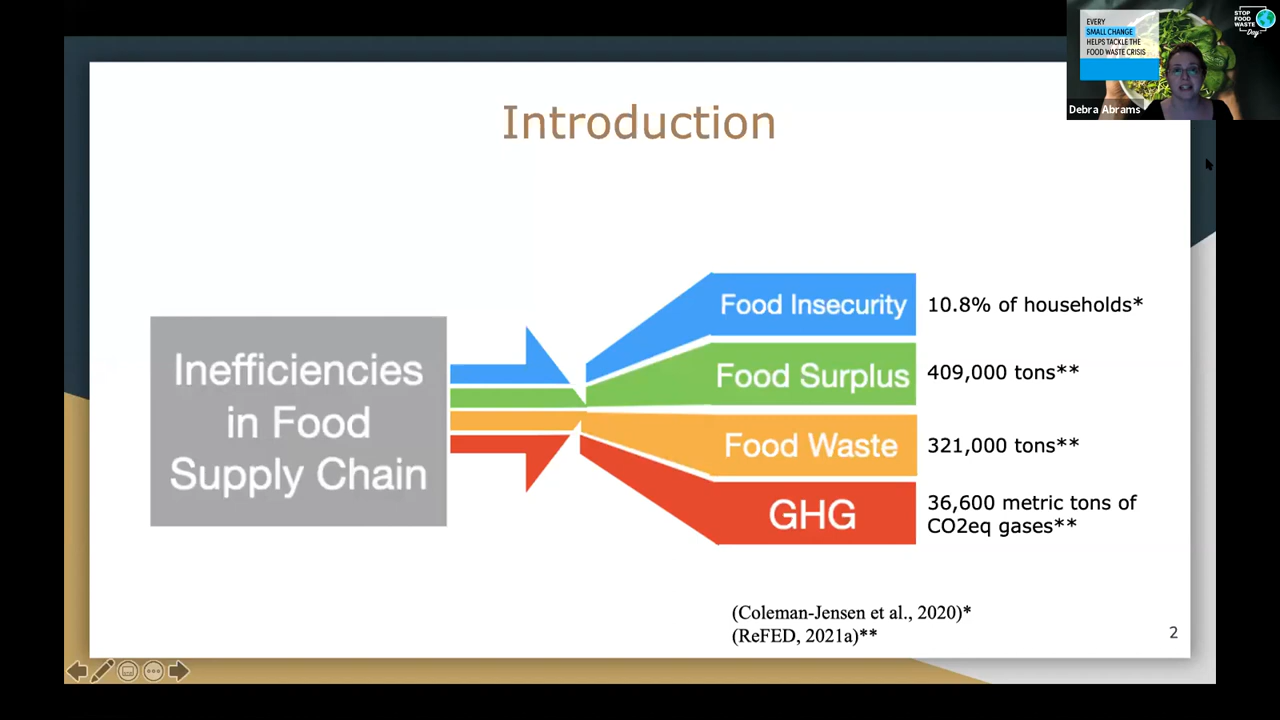 EVERY
SMALL CHANGE
HELPS TACKLE THE
FOOD WASTE CRISIS
STOP
FOOD
WASTE
Day
Debra Abrams
Introduction
Inefficiencies
in Food
Supply Chain
Food Insecurity
10.8% of households*
Food Surplus
409,000 tons**
Food Waste
321,000 tons**
GHG
36,600 metric tons of
CO2eq gases**
(Coleman-Jensen et al., 2020)*
(ReFED, 2021a)**
2